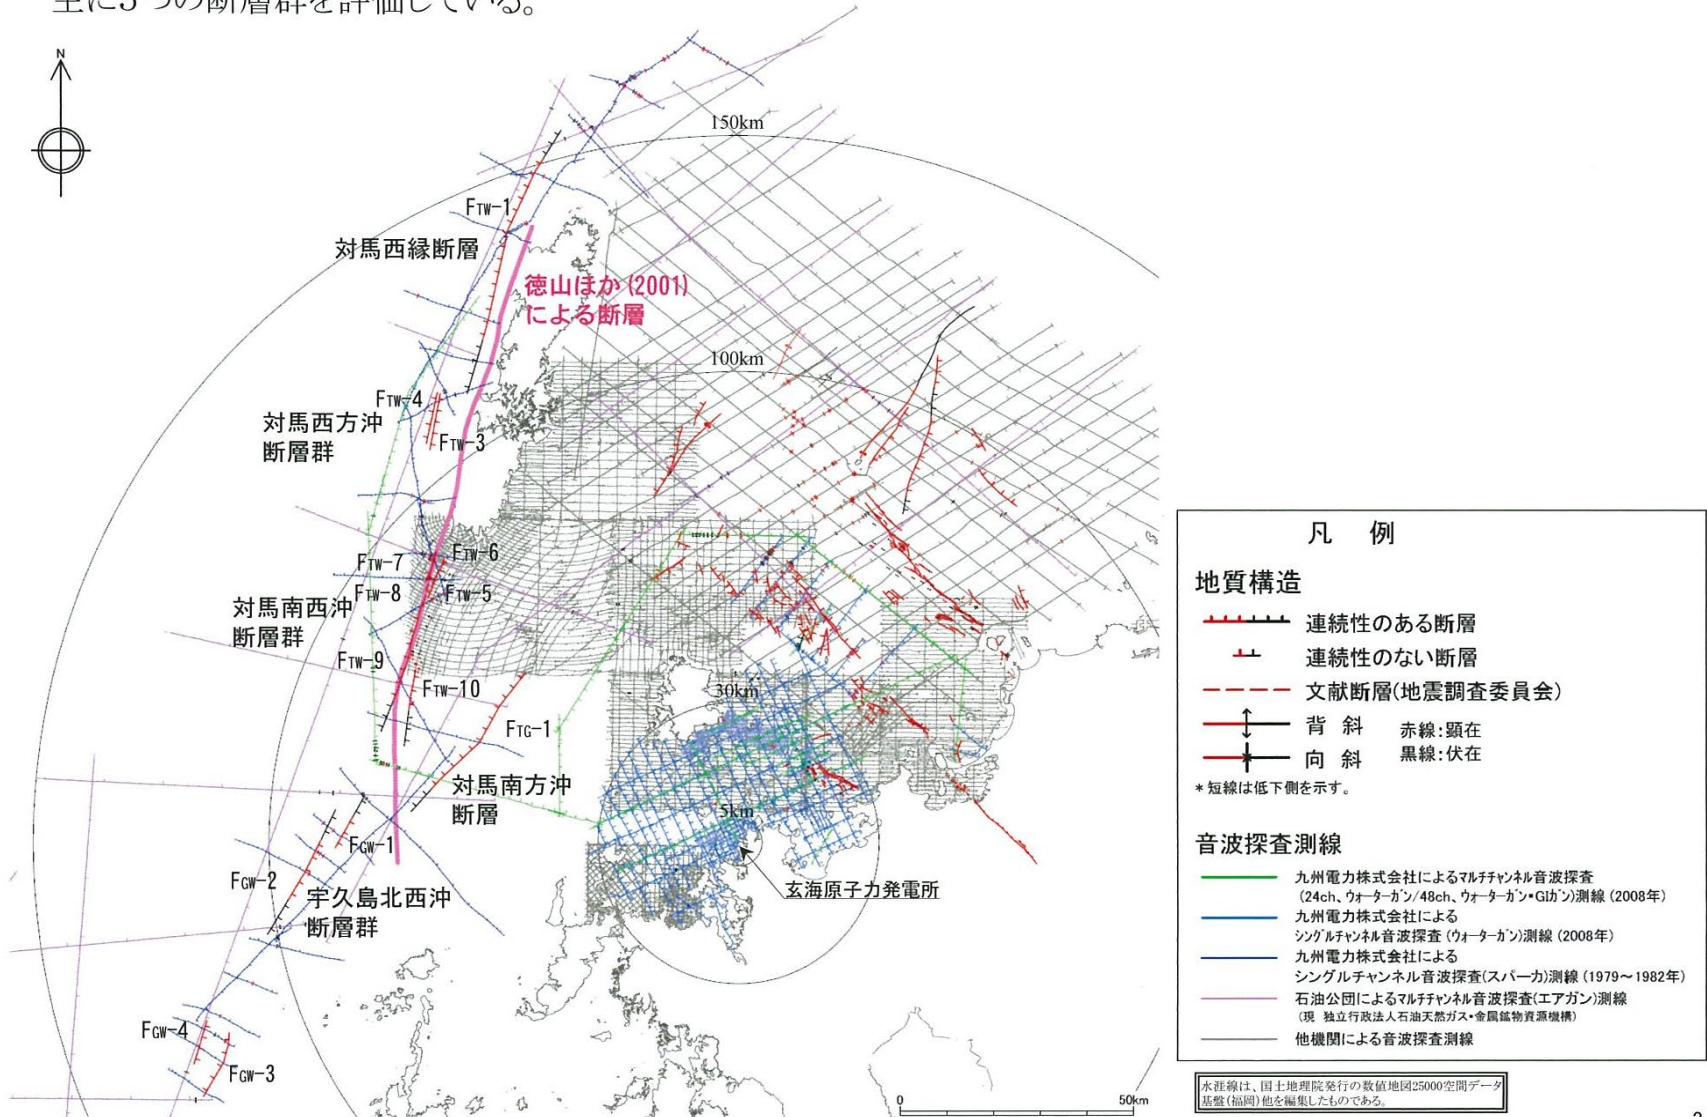 主に5つの断層群を評価している。
N
150km
FTW-1
対馬西縁断層
徳山ほか(2001)
による断層
100km
FTW-4
対馬西方沖
断層群
FTW-3
FTW-7
FTW-6
FTW-8
FTW-5
対馬南西沖
断層群
FTW-9
FTW-10
30km
FTG-1
対馬南方沖
断層
5km
FGW-1
FGW-2
宇久島北西沖
断層群
玄海原子力発電所
FGW-4
FGW-3
0
50km
凡 例
地質構造
連続性のある断層
連続性のない断層
文献断層(地震調査委員会)
背 斜
赤線:顕在
向 斜
黒線:伏在
*短線は低下側を示す。
音波探査測線
九州電力株式会社によるマルチチャンネル音波探査
(24ch、ウォーターガン/48ch、ウォーターガン・GIガン)測線(2008年)
九州電力株式会社による
シングルチャンネル音波探査(ウォーターガン)測線(2008年)
九州電力株式会社による
シングルチャンネル音波探査(スパーカ)測線(1979～1982年)
石油公団によるマルチチャンネル音波探査(エアガン)測線
(現 独立行政法人石油天然ガス・金属鉱物資源機構)
他機関による音波探査測線
水涯線は、国土地理院発行の数値地図25000空間データ
基盤(福岡)他を編集したものである。